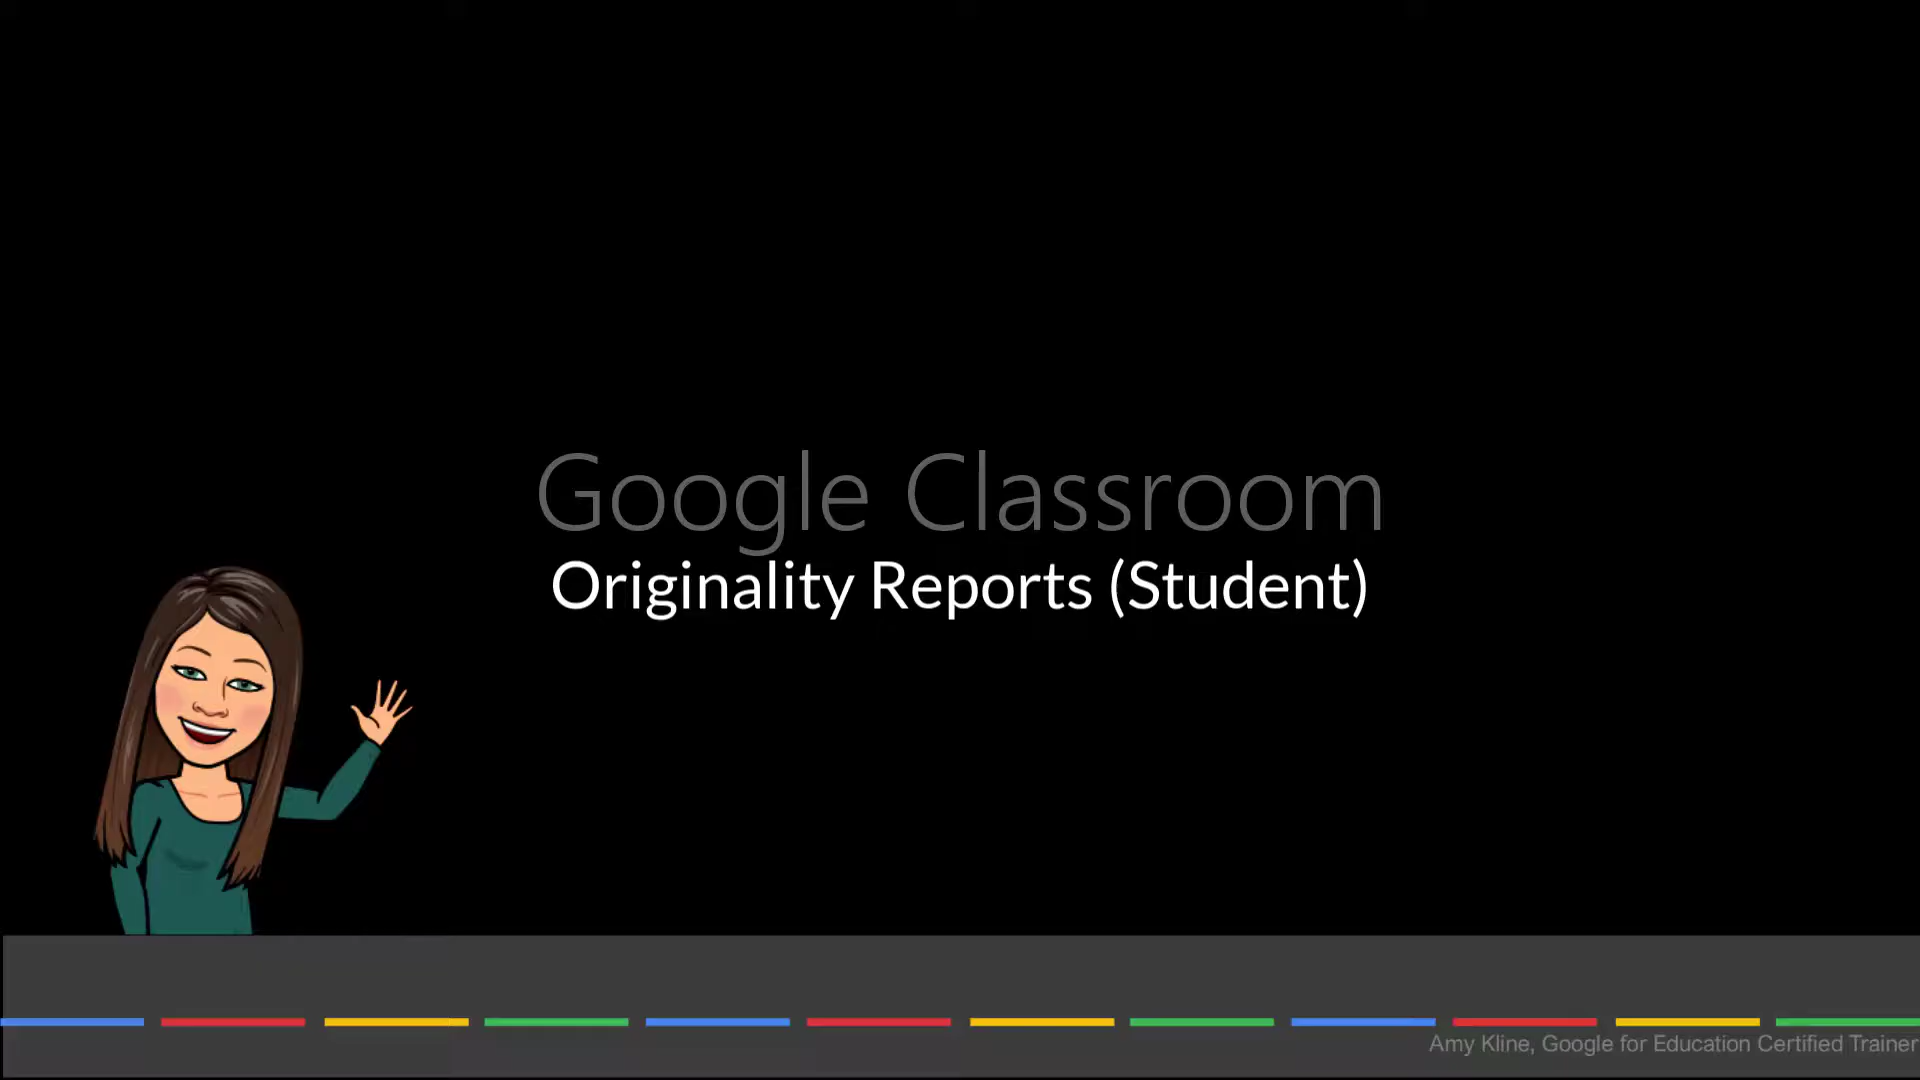 Google Classroom
Originality Reports (Student)
Amy Kline, Google for Education Certified Trainer